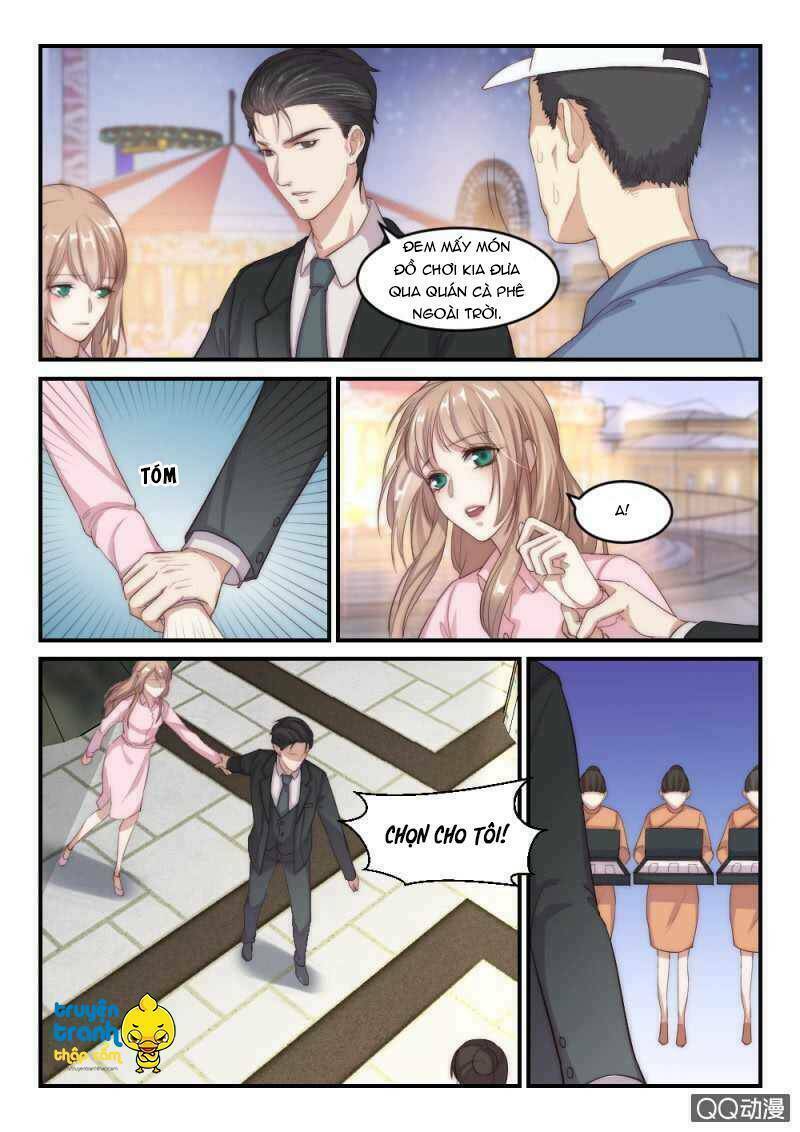 ĐEM MẤY MÓN
ĐỒ CHƠI KIA ĐƯA
QUA QUÁN CÀ PHÊ
NGOÀI TRỜI.
TÓM
A!
CHỌN CHO TÔI!
truyện
tranh
thập cẩm
/truyentranhthapcam
QQ动漫